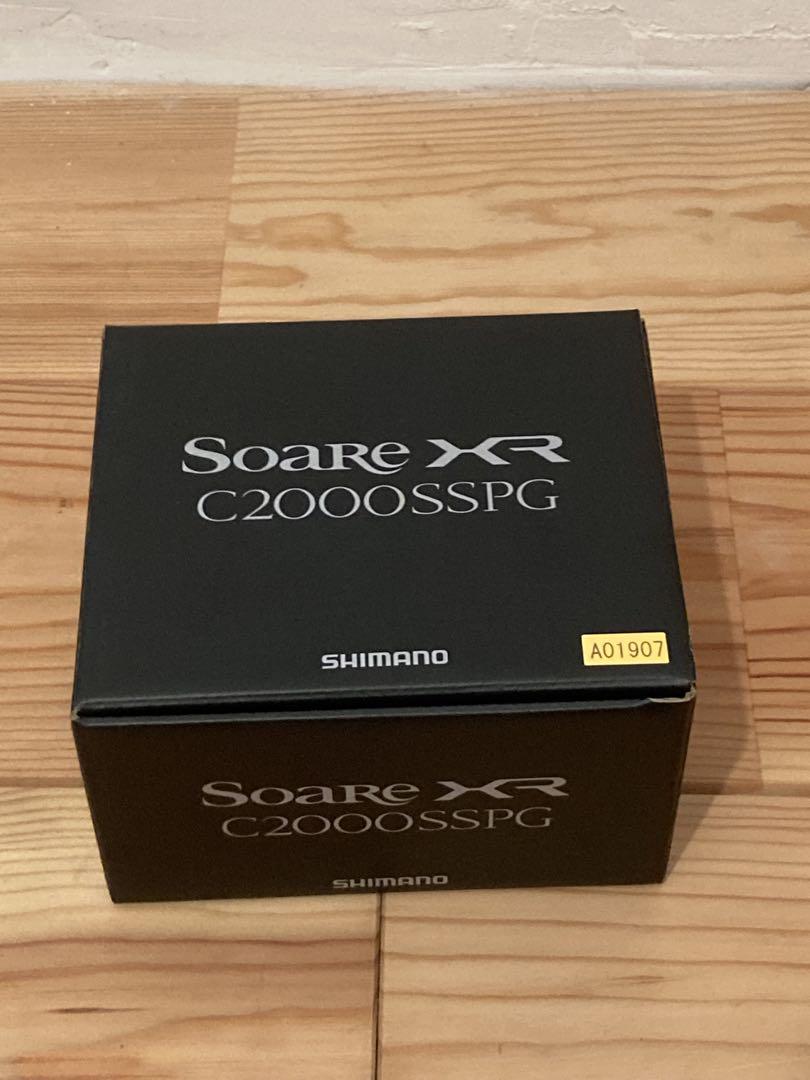 Soare XR
C2000SSPG
SHIMANO
A01907
Soare XR
C2000SSPG
SHIMANO